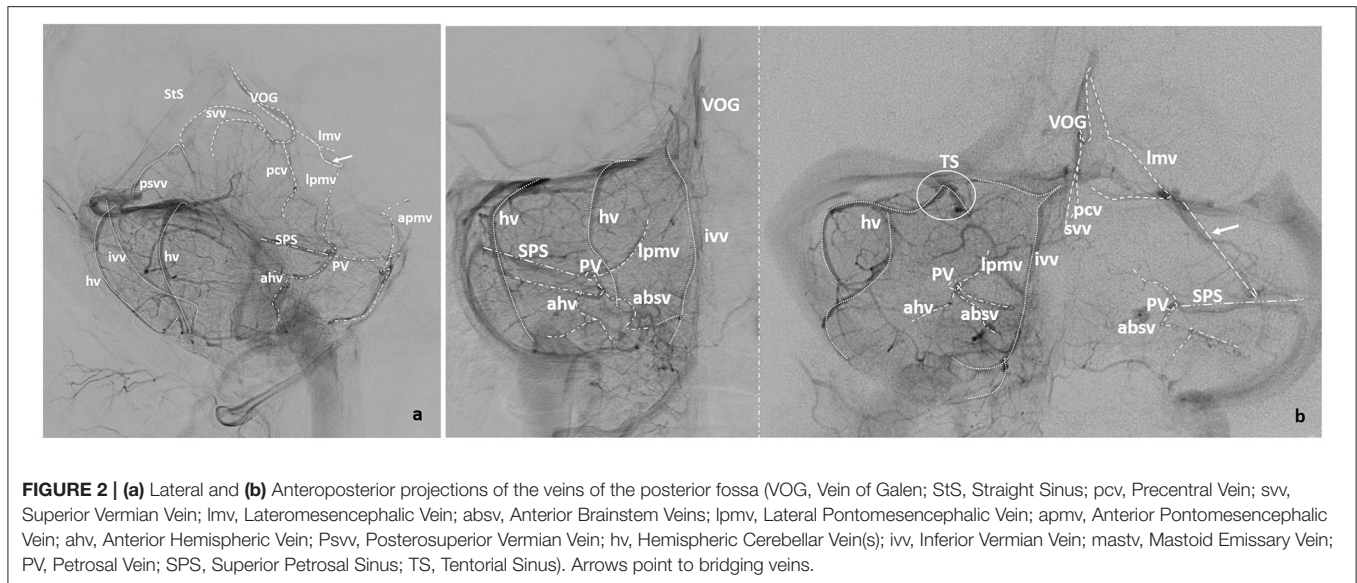 StS
VOG
svv
lmv
pcv
lpmv
psvv
apmv
SPS
PV
hv
ivv
hv
ahv
a
VOG
hv
hv
ivv
SPS
PV
lpmv
ahv
absv
VOG
TS
lmv
hv
pcv
svv
PV
lpmv
ivv
ahv
absv
PV
SPS
absv
b
FIGURE 2 | (a) Lateral and (b) Anteroposterior projections of the veins of the posterior fossa (VOG, Vein of Galen; StS, Straight Sinus; pcv, Precentral Vein; svv,
Superior Vermian Vein; lmv, Lateromesencephalic Vein; absv, Anterior Brainstem Veins; lpmv, Lateral Pontomesencephalic Vein; apmv, Anterior Pontomesencephalic
Vein; ahv, Anterior Hemispheric Vein; Psvv, Posterosuperior Vermian Vein; hv, Hemispheric Cerebellar Vein(s); ivv, Inferior Vermian Vein; mastv, Mastoid Emissary Vein;
PV, Petrosal Vein; SPS, Superior Petrosal Sinus; TS, Tentorial Sinus). Arrows point to bridging veins.